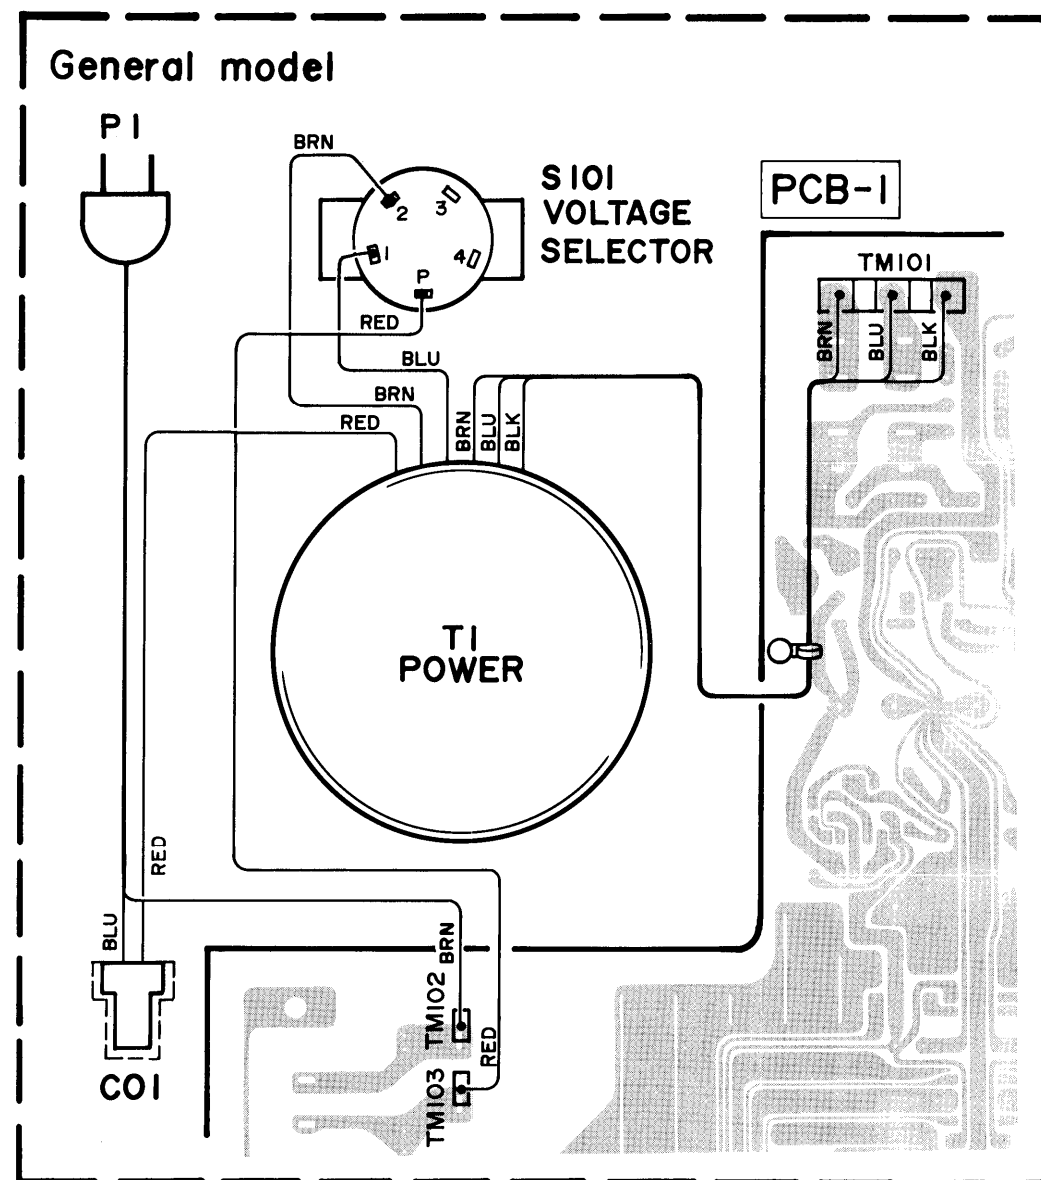 General model
P1
BRN
S101
VOLTAGE
SELECTOR
PCB-1
2
3
1
4
P
TM101
RED
BRN
BLU
BLK
BLU
BRN
RED
BRN
BLU
BLK
T1
POWER
RED
BLU
BRN
TM102
RED
TM103
CO1